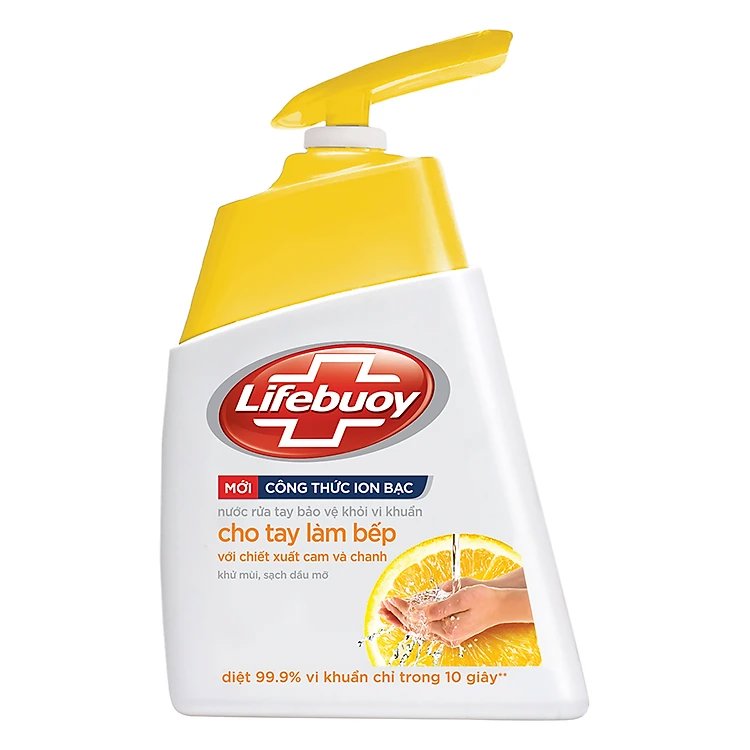 Lifebuoy
MỚI CÔNG THỨC ION BẠC
nước rửa tay bảo vệ khỏi vi khuẩn
cho tay làm bếp
với chiết xuất cam và chanh
khử mùi, sạch dầu mỡ
diệt 99.9% vi khuẩn chỉ trong 10 giây**